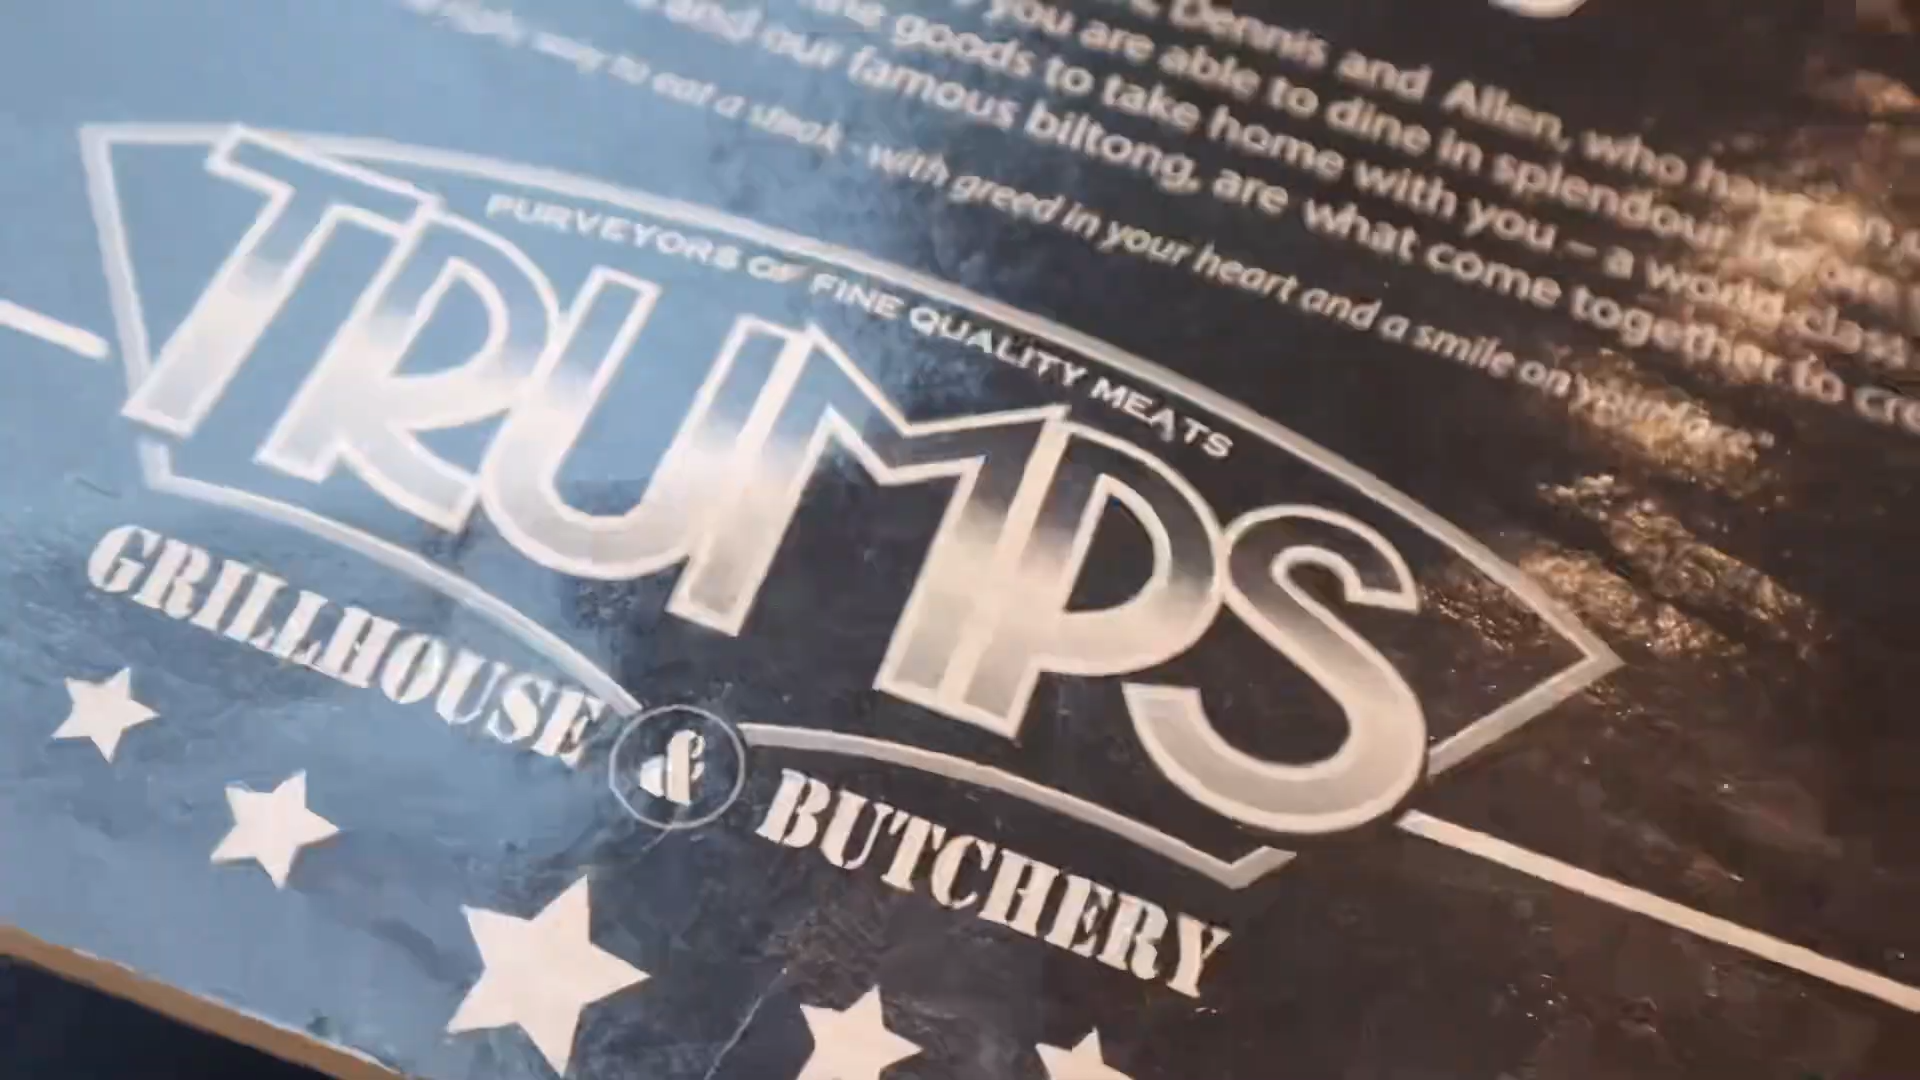 Dennis and Allen, who have
you are able to dine in splendour
the goods to take home with you – a world class
and our famous biltong, are what come together to
way to eat a steak - with greed in your heart and a smile on your face"
PURVEYORS OF FINE QUALITY MEATS
TRUMPS
GRILLHOUSE & BUTCHERY